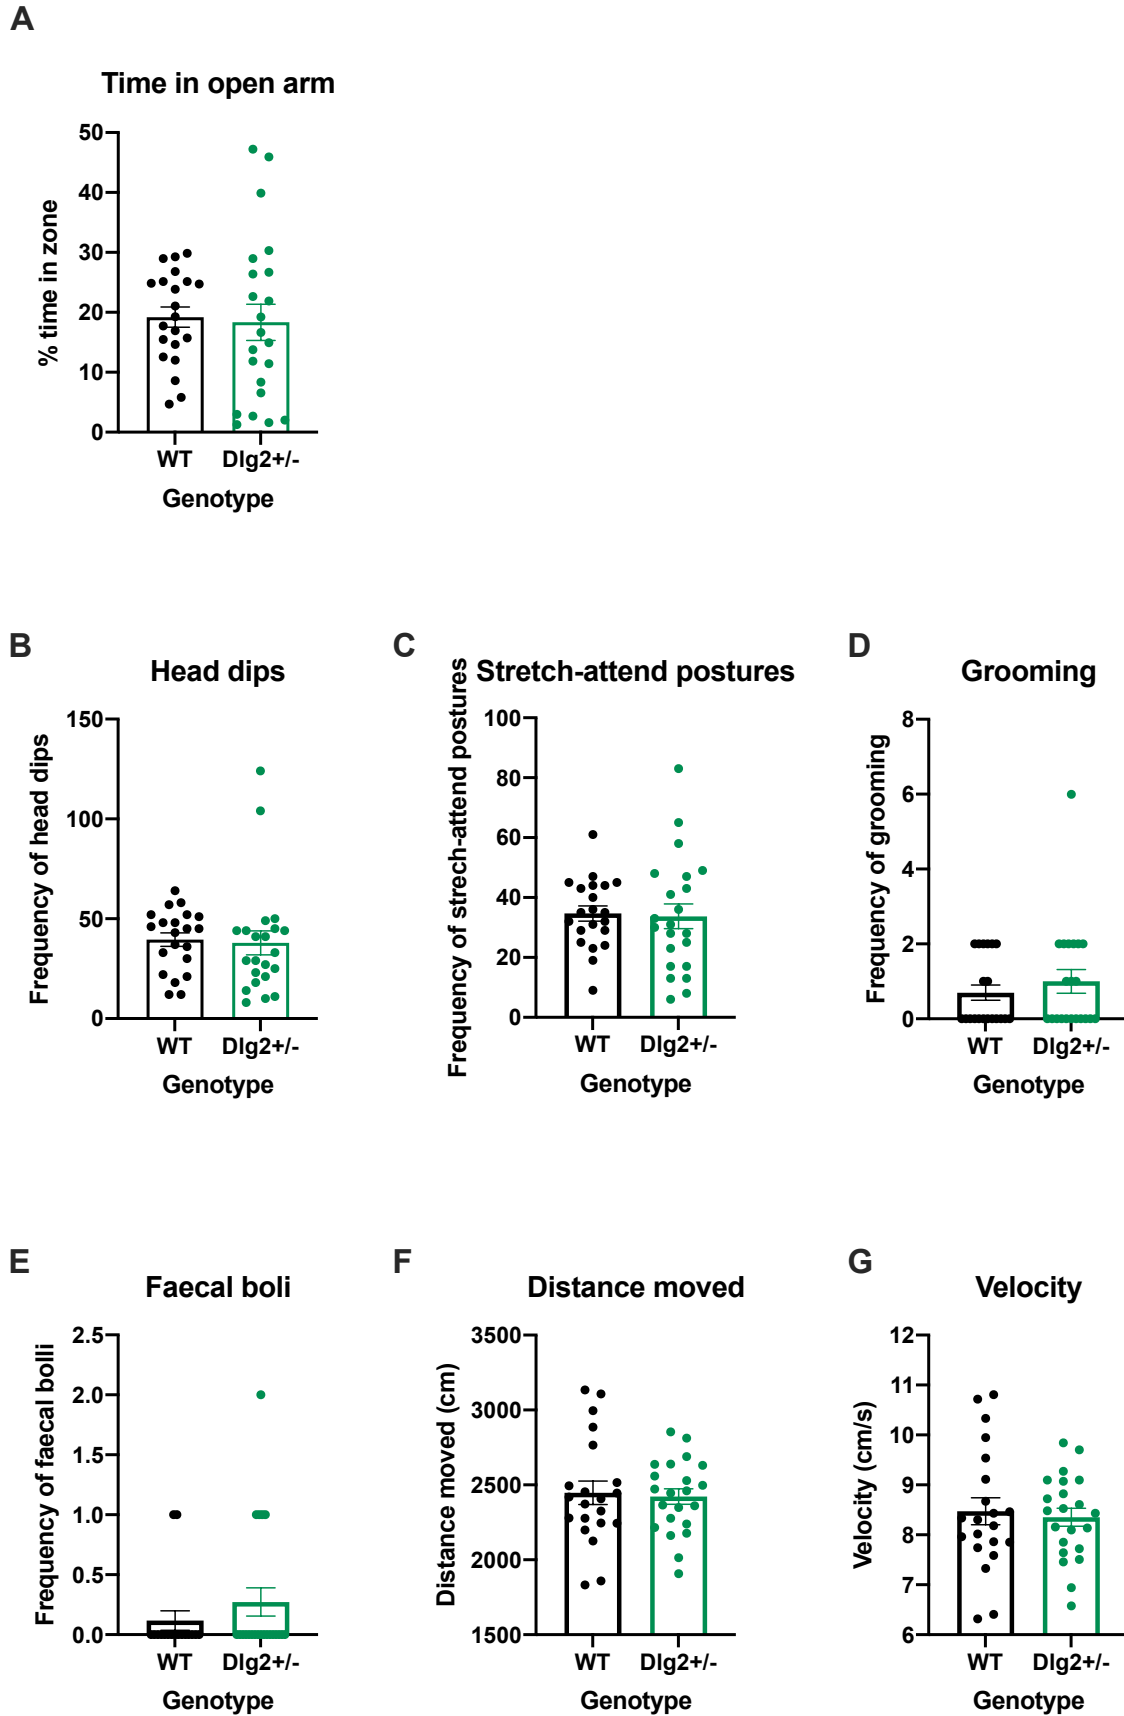 A
Time in open arm
% time in zone
50
40
30
20
10
0
WT Dlg2+/-
Genotype
B
Head dips
Frequency of head dips
150
100
50
0
WT Dlg2+/-
Genotype
C
Stretch-attend postures
Frequency of strech-attend postures
100
80
60
40
20
0
WT Dlg2+/-
Genotype
D
Grooming
Frequency of grooming
8
6
4
2
0
WT Dlg2+/-
Genotype
E
Faecal boli
Frequency of faecal bolli
2.5
2.0
1.5
1.0
0.5
0.0
WT Dlg2+/-
Genotype
F
Distance moved
Distance moved (cm)
3500
3000
2500
2000
1500
WT Dlg2+/-
Genotype
G
Velocity
Velocity (cm/s)
12
11
10
9
8
7
6
WT Dlg2+/-
Genotype